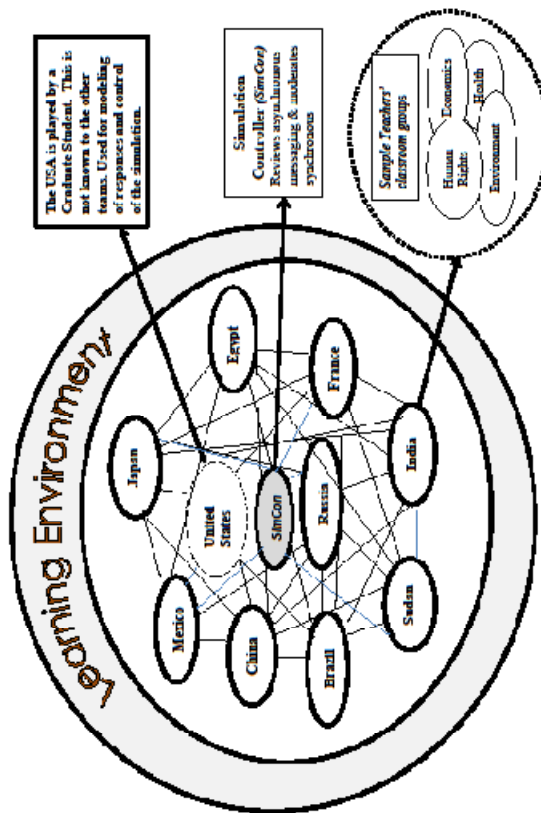 Learning Environment
The USA is played by a
Graduate Student. This is
not known to the other
teams. Used for modeling
of responses and control
of the simulation.
Simulation
Controller (SimCon)
Reviews asynchronous
messaging & moderates
synchronous
Sample Teachers'
classroom groups
Economics
Human
Rights
Health
Environment
Japan
Egypt
Mexico
United
States
France
China
SimCon
Russia
Brazil
India
Sudan